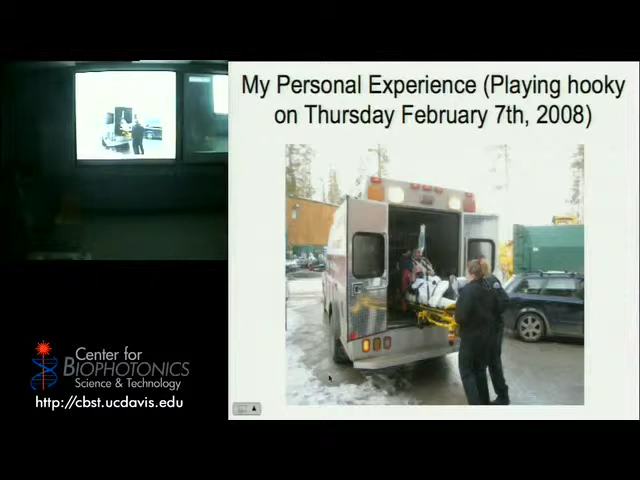 My Personal Experience (Playing hooky
on Thursday February 7th, 2008)
Center for
BIOPHOTONICS
Science & Technology
http://cbst.ucdavis.edu